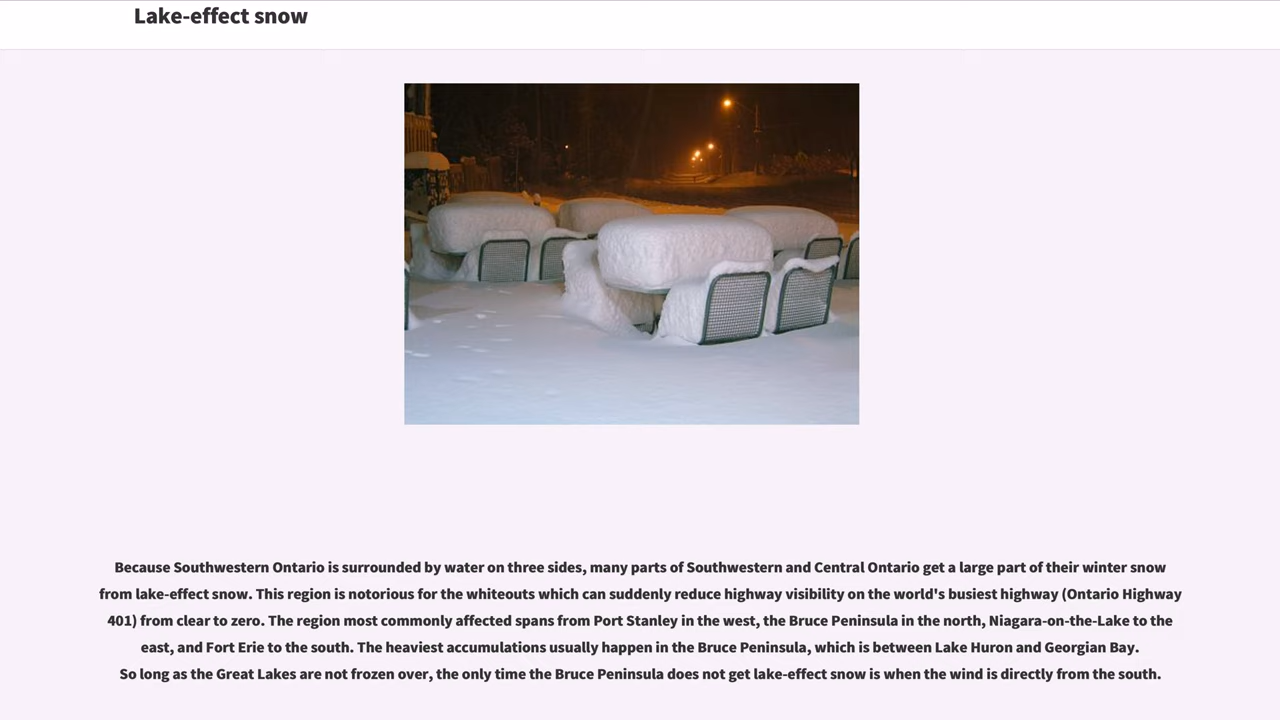 Lake-effect snow
Because Southwestern Ontario is surrounded by water on three sides, many parts of Southwestern and Central Ontario get a large part of their winter snow
from lake-effect snow. This region is notorious for the whiteouts which can suddenly reduce highway visibility on the world's busiest highway (Ontario Highway
401) from clear to zero. The region most commonly affected spans from Port Stanley in the west, the Bruce Peninsula in the north, Niagara-on-the-Lake to the
east, and Fort Erie to the south. The heaviest accumulations usually happen in the Bruce Peninsula, which is between Lake Huron and Georgian Bay.
So long as the Great Lakes are not frozen over, the only time the Bruce Peninsula does not get lake-effect snow is when the wind is directly from the south.